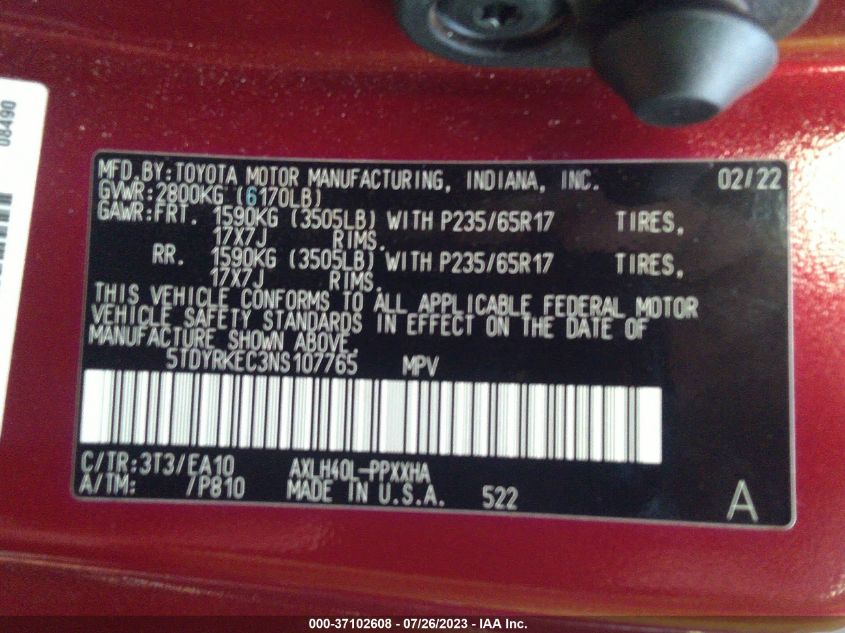 08490
MFD.BY:TOYOTA MOTOR MANUFACTURING, INDIANA, INC. 02/22
GVWR:2800KG (6170LB)
GAWR:FRT. 1590KG (3505LB) WITH P235/65R17 TIRES,
17X7J RIMS.
RR. 1590KG (3505LB) WITH P235/65R17 TIRES,
17X7J RIMS.
THIS VEHICLE CONFORMS TO ALL APPLICABLE FEDERAL MOTOR
VEHICLE SAFETY STANDARDS IN EFFECT ON THE DATE OF
MANUFACTURE SHOWN ABOVE.
5TDYRKEC3NS107765 MPV
C/TR:3T3/EA10 AXLH40L-PPXXHA
A/TM: /P810 MADE IN U.S.A. 522
A
000-37102608 - 07/26/2023 - IAA Inc.